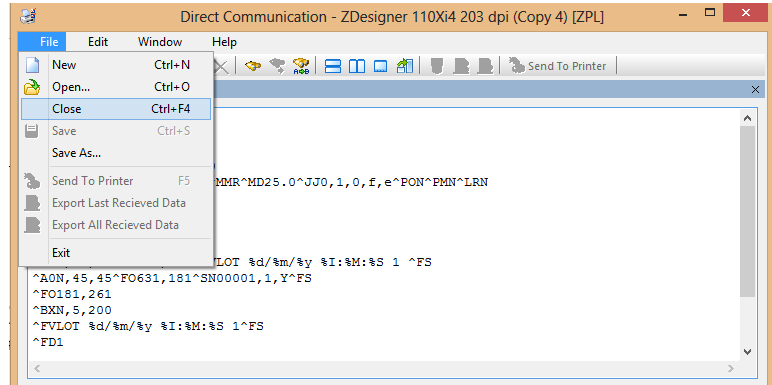 Direct Communication - ZDesigner 110Xi4 203 dpi (Copy 4) [ZPL]
File Edit Window Help
New Ctrl+N
Open... Ctrl+O
Send To Printer
Close Ctrl+F4
Save Ctrl+S
Save As...
Send To Printer F5
MMR^MD25.0^JJ0,1,0,f,e^PON^PMN^LRN
Export Last Recieved Data
Export All Recieved Data
Exit
VLOT %d/%m/%y %I:%M:%S 1 ^FS
^A0N,45,45^FO631,181^SN00001,1,Y^FS
^FO181,261
^BXN,5,200
^FVLOT %d/%m/%y %I:%M:%S 1^FS
^FD1